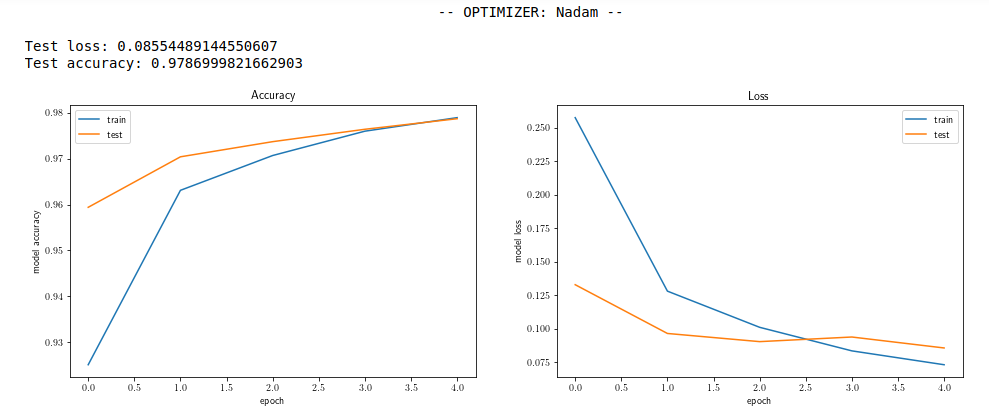 -- OPTIMIZER: Nadam --
Test loss: 0.08554489144550607
Test accuracy: 0.9786999821662903
Accuracy
0.98
0.97
0.96
0.95
0.94
0.93
model accuracy
train
test
0.0 0.5 1.0 1.5 2.0 2.5 3.0 3.5 4.0
epoch
Loss
0.250
0.225
0.200
0.175
0.150
0.125
0.100
0.075
model loss
train
test
0.0 0.5 1.0 1.5 2.0 2.5 3.0 3.5 4.0
epoch